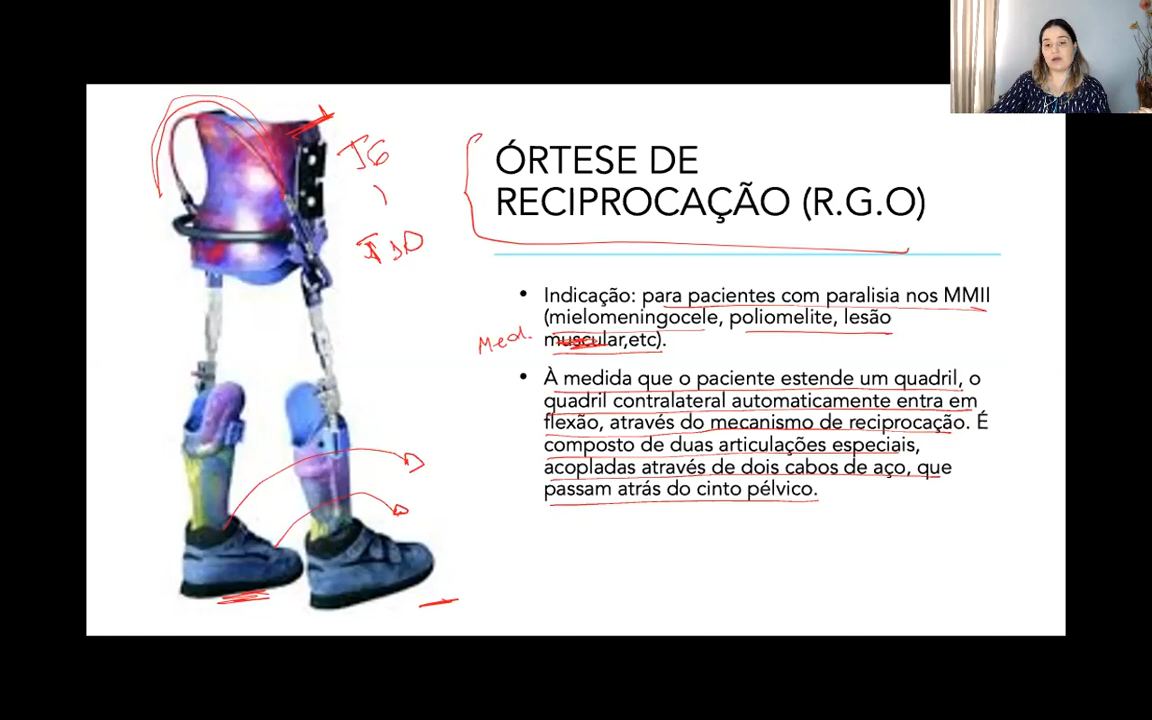 ÓRTESE DE
RECIPROCAÇÃO (R.G.O)
Indicação: para pacientes com paralisia nos MMII
(mielomeningocele, poliomelite, lesão
Med.
muscular,etc).
À medida que o paciente estende um quadril, o
quadril contralateral automaticamente entra em
flexão, através do mecanismo de reciprocação. É
composto de duas articulações especiais,
acopladas através de dois cabos de aço, que
passam atrás do cinto pélvico.